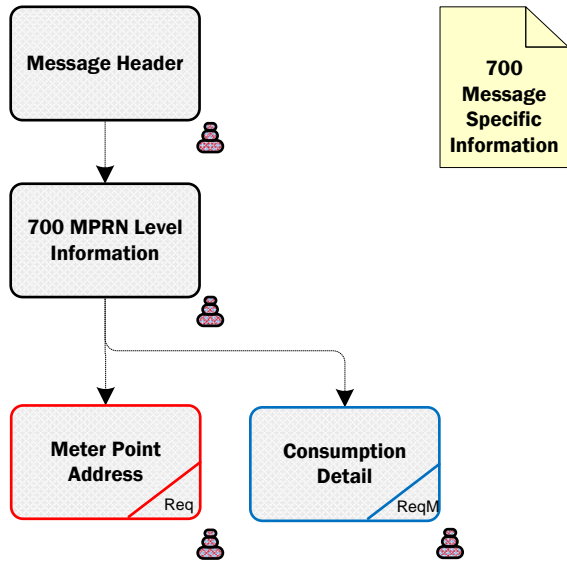 Message Header
700
Message
Specific
Information
700 MPRN Level
Information
Meter Point
Address
Req
Consumption
Detail
ReqM